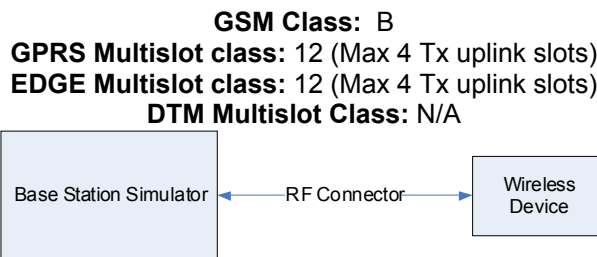 GSM Class: B
GPRS Multislot class: 12 (Max 4 Tx uplink slots)
EDGE Multislot class: 12 (Max 4 Tx uplink slots)
DTM Multislot Class: N/A
Base Station Simulator
RF Connector
Wireless
Device